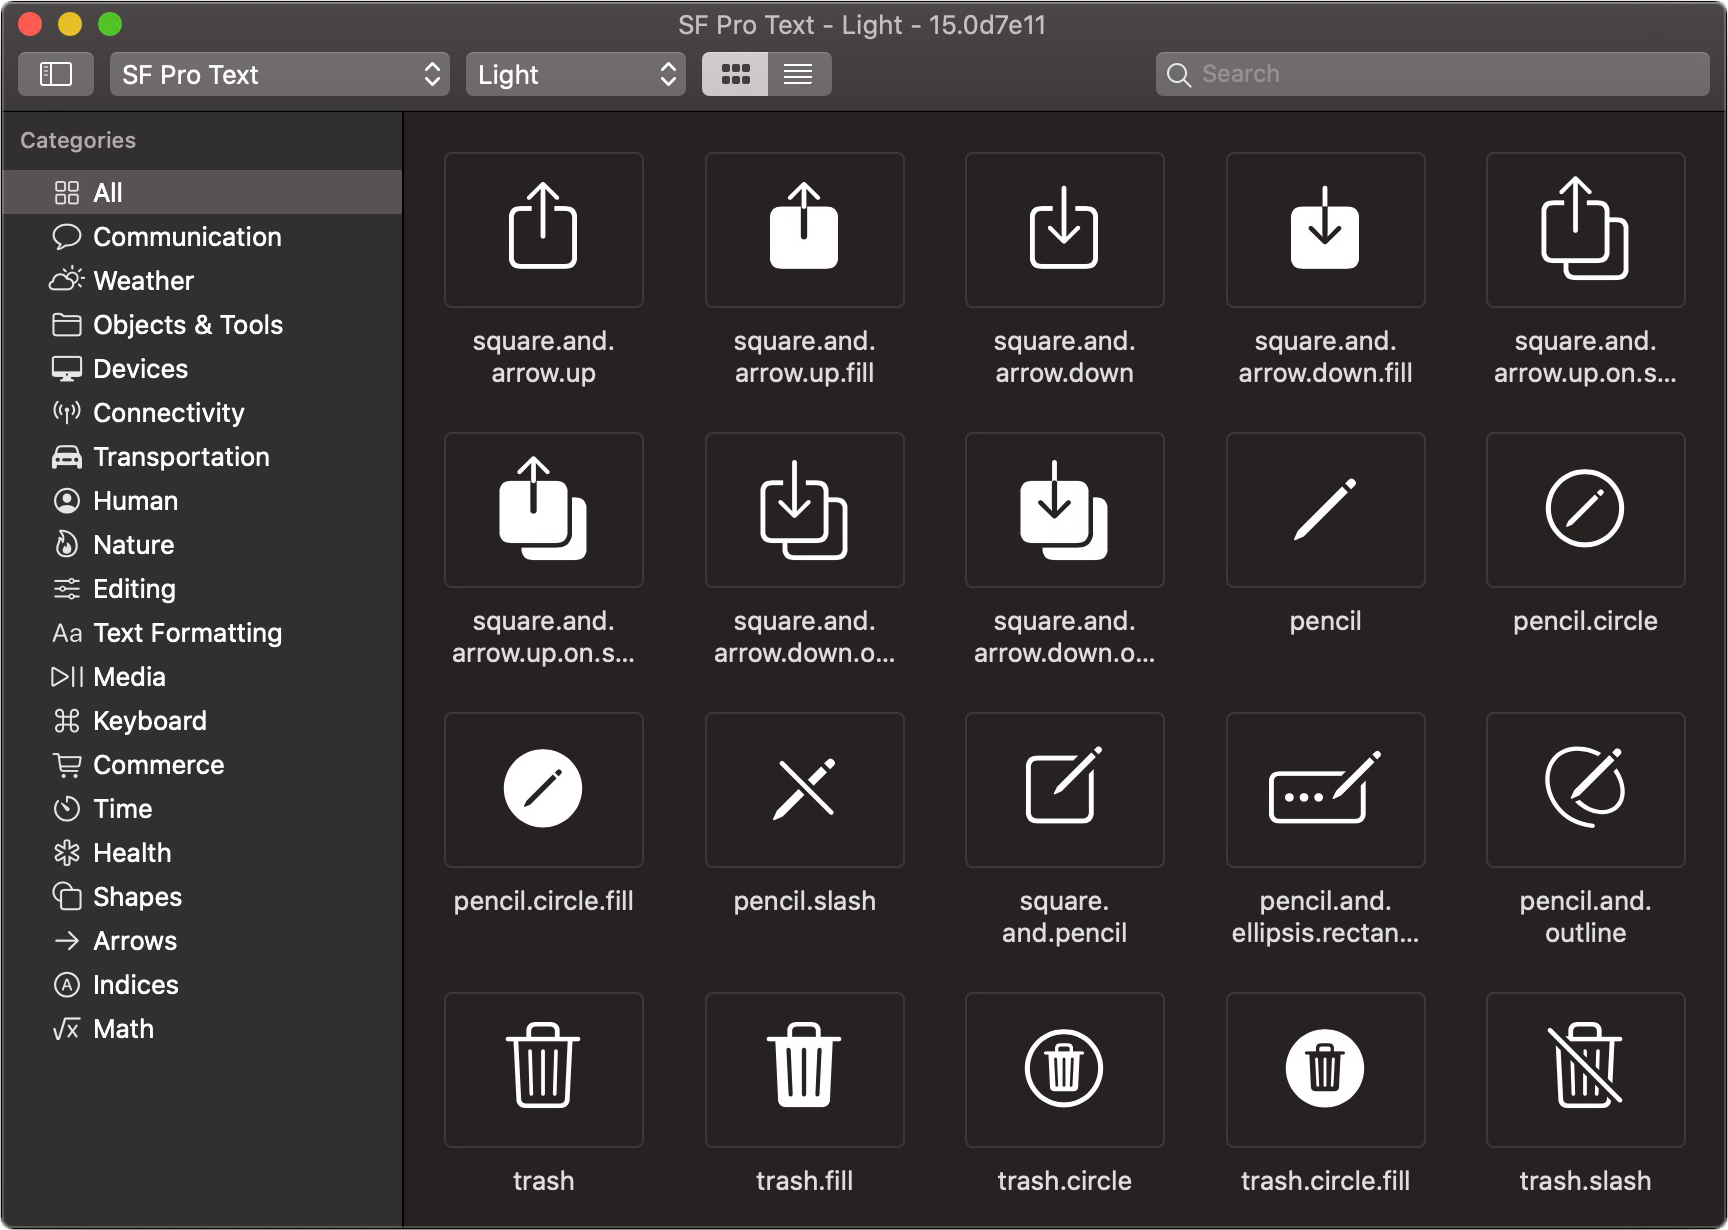 SF Pro Text - Light - 15.0d7e11
SF Pro Text
Light
Search
Categories
All
Communication
Weather
Objects & Tools
Devices
Connectivity
Transportation
Human
Nature
Editing
Aa Text Formatting
Media
Keyboard
Commerce
Time
Health
Shapes
Arrows
A Indices
√x Math
square.and.
arrow.up
square.and.
arrow.up.fill
square.and.
arrow.down
square.and.
arrow.down.fill
square.and.
arrow.up.on.s...
square.and.
arrow.up.on.s...
square.and.
arrow.down.o...
square.and.
arrow.down.o...
pencil
pencil.circle
pencil.circle.fill
pencil.slash
square.
and.pencil
pencil.and.
ellipsis.rectan...
pencil.and.
outline
trash
trash.fill
trash.circle
trash.circle.fill
trash.slash